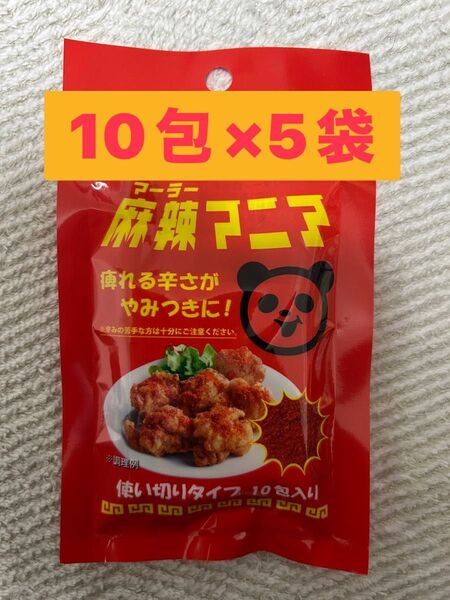 10包×5袋
マーラー
麻辣マニア
痺れる辛さが
やみつきに!
※辛みの苦手な方は十分にご注意ください。
※調理例
使い切りタイプ 10包入り